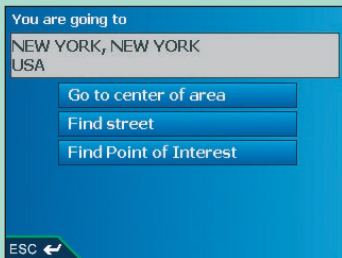 You are going to
NEW YORK, NEW YORK
USA
Go to center of area
Find street
Find Point of Interest
ESC